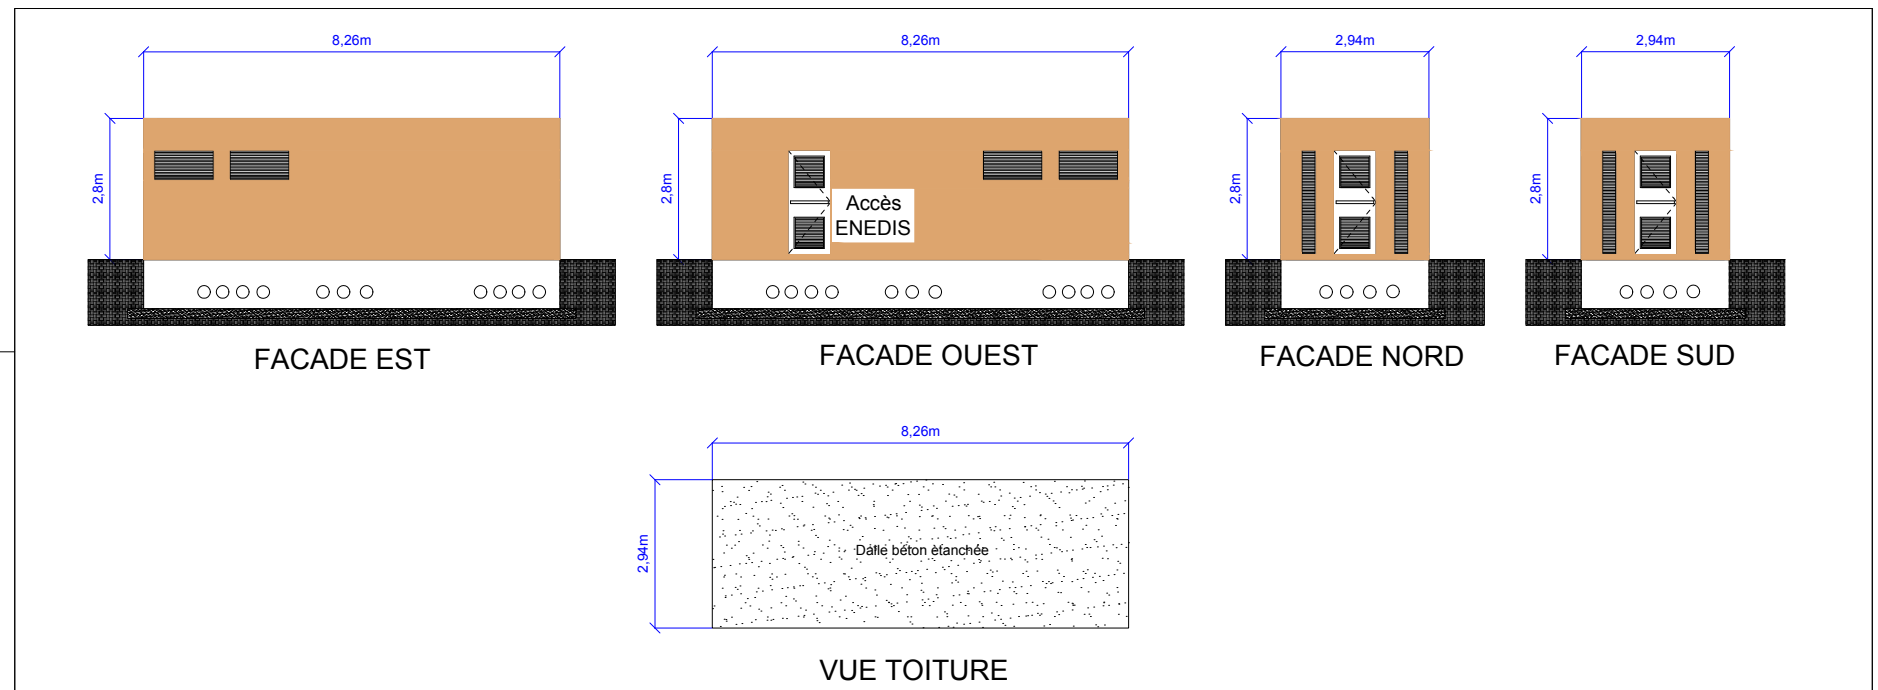 8,26m
8,26m
2,94m
2,94m
2,8m
2,8m
2,8m
2,8m
Accès
ENEDIS
FACADE EST
FACADE OUEST
FACADE NORD
FACADE SUD
8,26m
2,94m
Dalle béton étanchée
VUE TOITURE